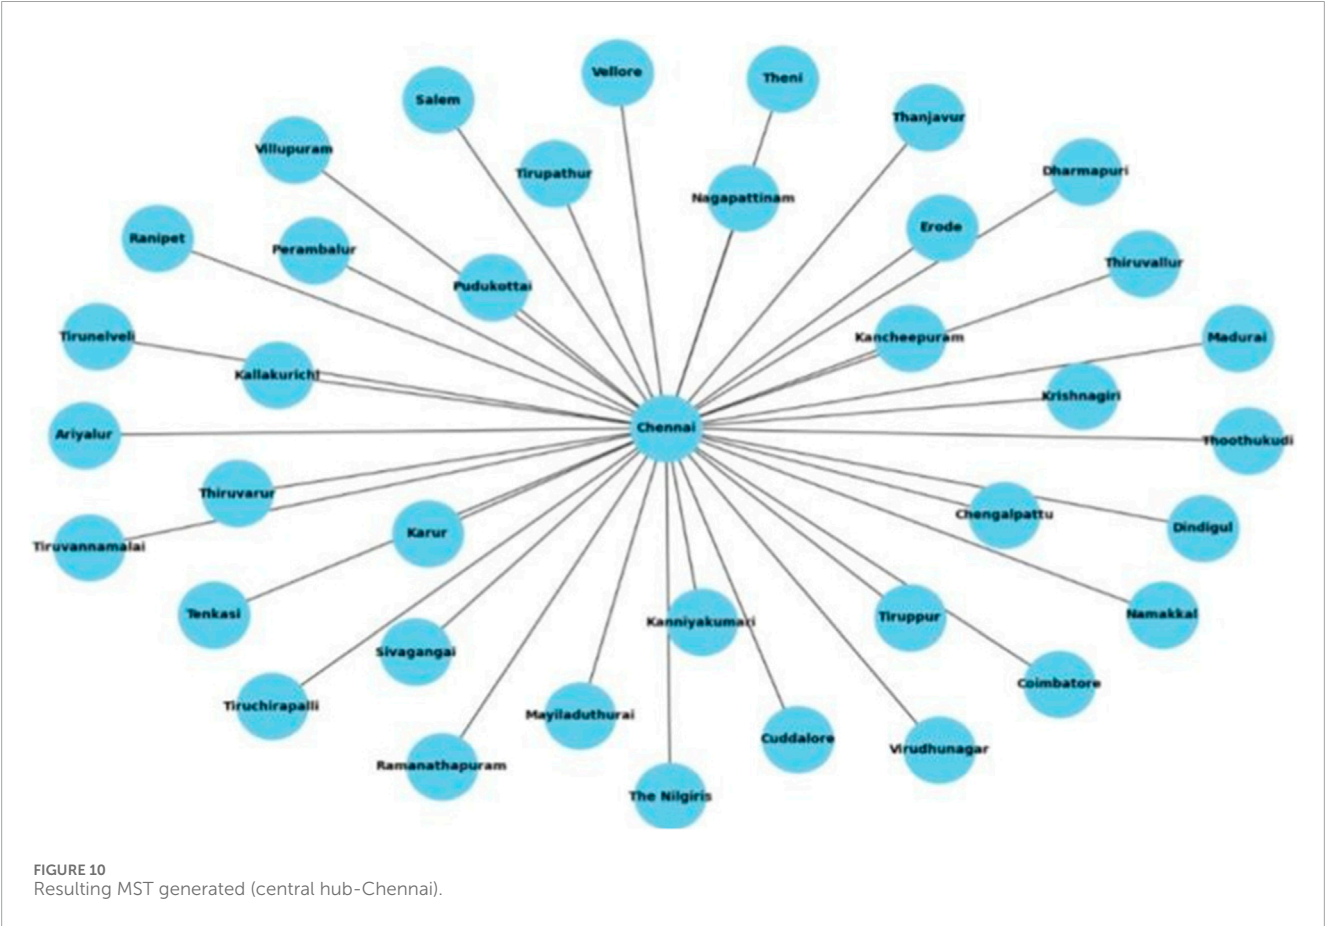 Vellore
Theni
Salem
Thanjavur
Villupuram
Tirupathur
Dharmapuri
Nagapattinam
Erode
Ranipet
Perambalur
Thiruvallur
Pudukottai
Tirunelveli
Kancheepuram
Madurai
Kallakurichi
Krishnagiri
Chennai
Ariyalur
Thoothukudi
Thiruvarur
Chengalpattu
Dindigul
Karur
Tiruvannamalai
Tenkasi
Namakkal
Tiruppur
Kanniyakumari
Sivagangai
Coimbatore
Tiruchirapalli
Mayiladuthurai
Cuddalore
Virudhunagar
Ramanathapuram
The Nilgiris
FIGURE 10
Resulting MST generated (central hub-Chennai).